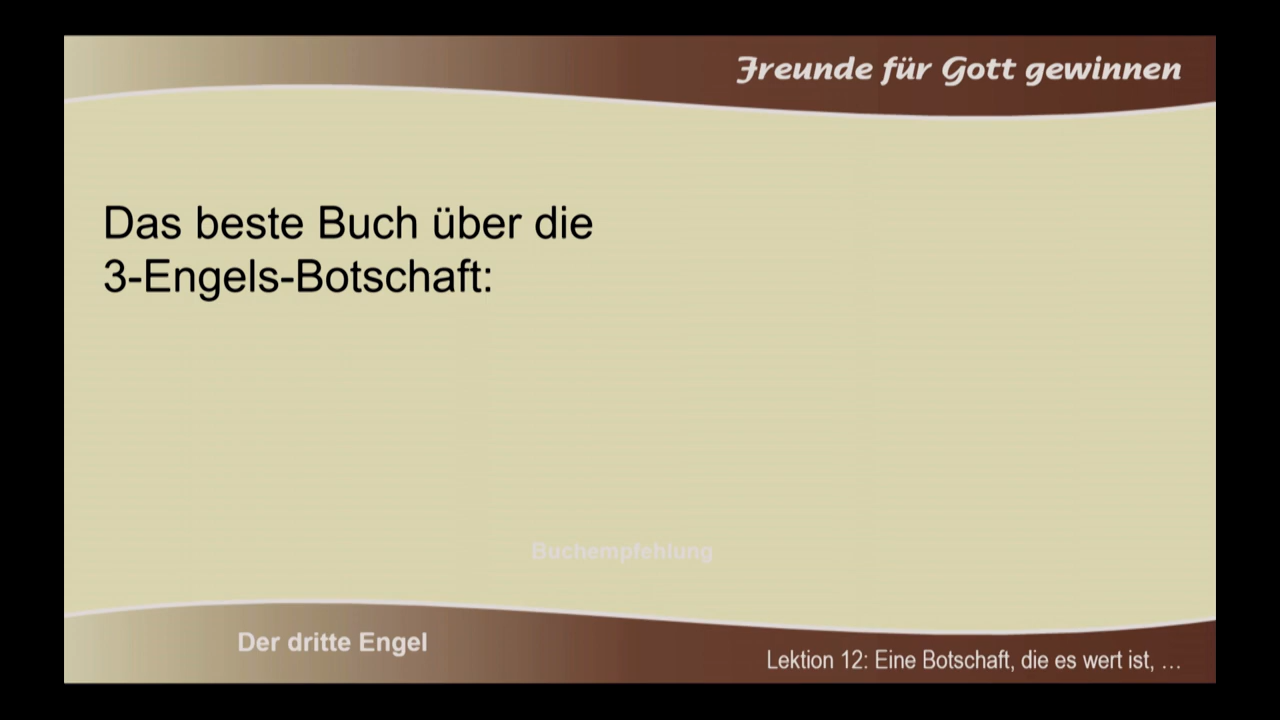 Freunde für Gott gewinnen
Das beste Buch über die
3-Engels-Botschaft:
Buchempfehlung
Der dritte Engel
Lektion 12: Eine Botschaft, die es wert ist, …